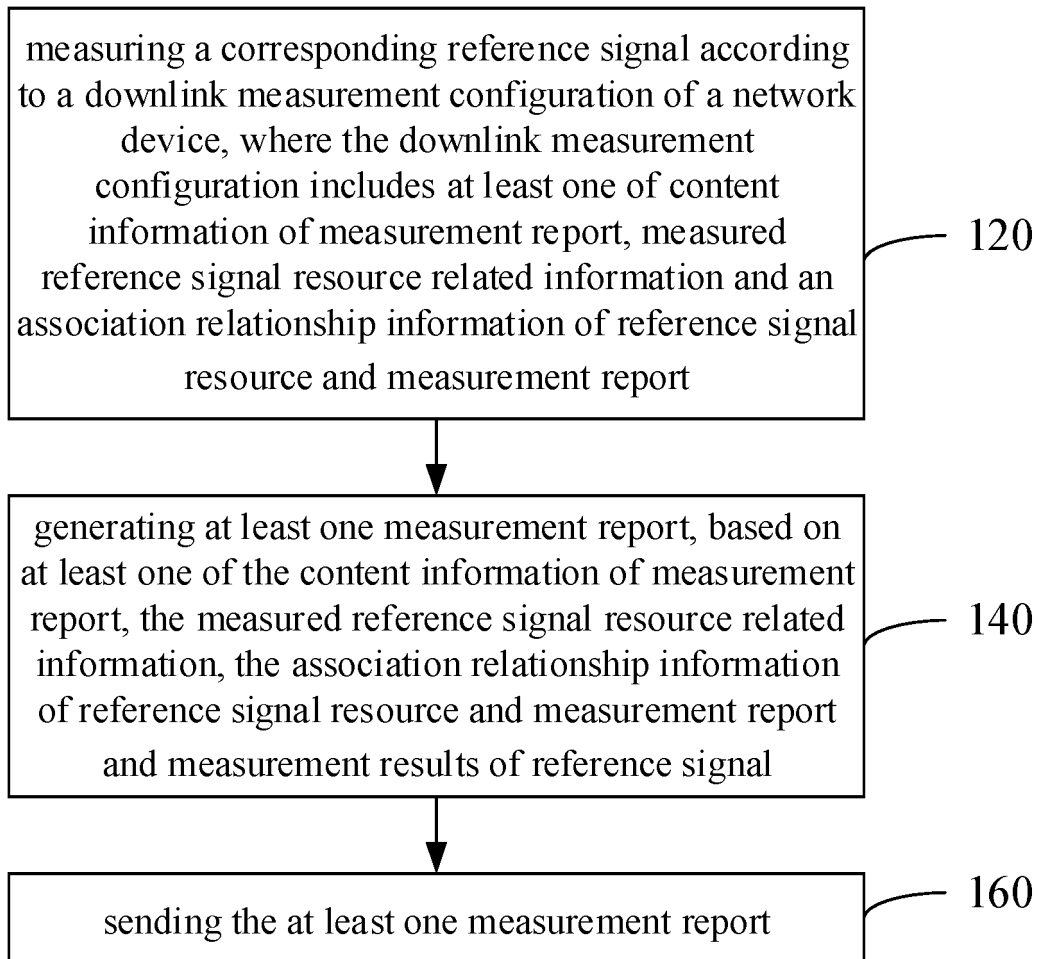 measuring a corresponding reference signal according
to a downlink measurement configuration of a network
device, where the downlink measurement
configuration includes at least one of content
information of measurement report, measured
reference signal resource related information and an
association relationship information of reference signal
resource and measurement report
120
generating at least one measurement report, based on
at least one of the content information of measurement
report, the measured reference signal resource related
information, the association relationship information
of reference signal resource and measurement report
and measurement results of reference signal
140
sending the at least one measurement report
160